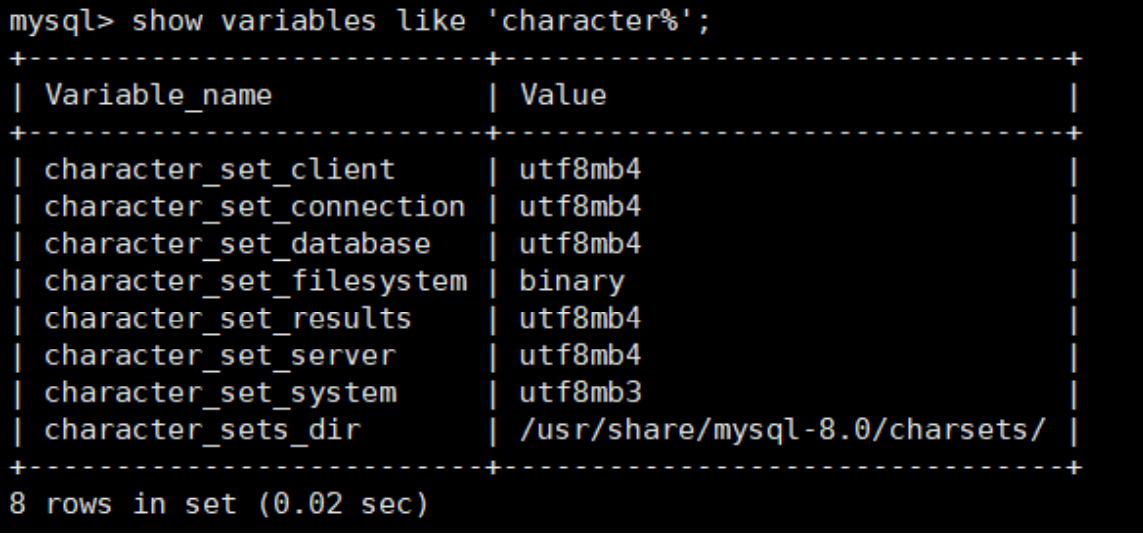 mysql> show variables like 'character%';
+--------------------------+--------------------------------+
| Variable_name            | Value                          |
+--------------------------+--------------------------------+
| character_set_client     | utf8mb4                        |
| character_set_connection | utf8mb4                        |
| character_set_database   | utf8mb4                        |
| character_set_filesystem | binary                         |
| character_set_results    | utf8mb4                        |
| character_set_server     | utf8mb4                        |
| character_set_system     | utf8mb3                        |
| character_sets_dir       | /usr/share/mysql-8.0/charsets/ |
+--------------------------+--------------------------------+
8 rows in set (0.02 sec)